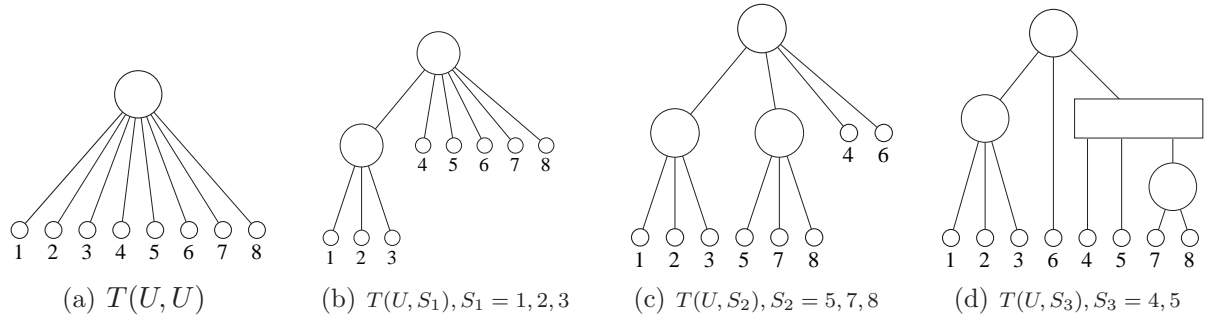 1 2 3 4 5 6 7 8
(a) T(U, U)
4 5 6 7 8
1 2 3
(b) T(U, S₁), S₁ = 1, 2, 3
4 6
1 2 3 5 7 8
(c) T(U, S₂), S₂ = 5, 7, 8
1 2 3 6 4 5 7 8
(d) T(U, S₃), S₃ = 4, 5